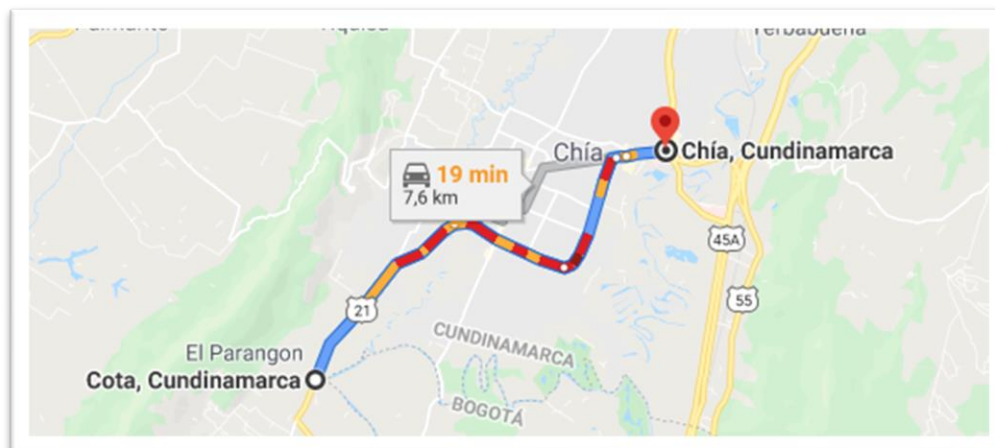 Yerbabuena
Chía
Chía, Cundinamarca
19 min
7,6 km
45A
55
21
CUNDINAMARCA
El Parangon
Cota, Cundinamarca
BOGOTÁ